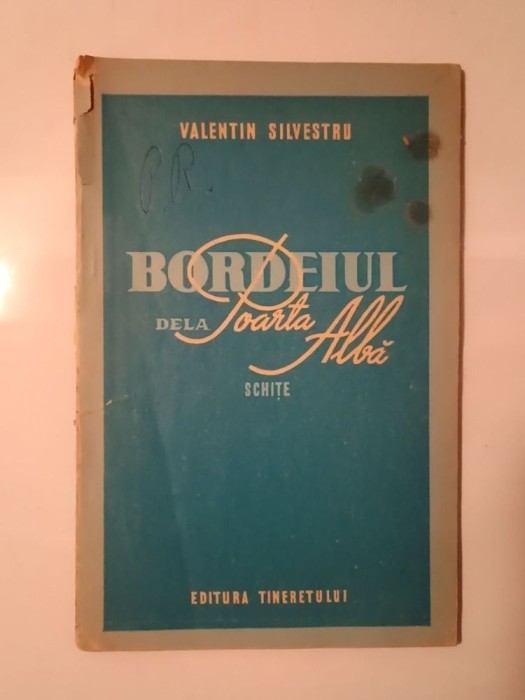 VALENTIN SILVESTRU
P.R.
BORDEIUL
DELA Poarta Albă
SCHIȚE
EDITURA TINERETULUI